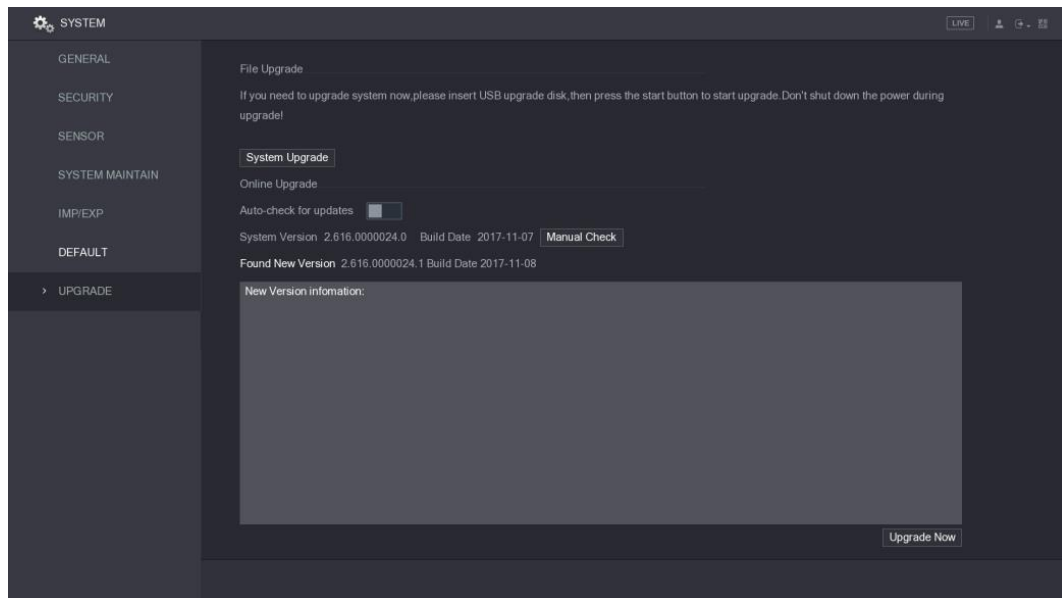 SYSTEM
LIVE
GENERAL
SECURITY
SENSOR
SYSTEM MAINTAIN
IMP/EXP
DEFAULT
> UPGRADE
File Upgrade
If you need to upgrade system now,please insert USB upgrade disk,then press the start button to start upgrade.Don't shut down the power during
upgrade!
System Upgrade
Online Upgrade
Auto-check for updates
System Version 2.616.0000024.0 Build Date 2017-11-07 Manual Check
Found New Version 2.616.0000024.1 Build Date 2017-11-08
New Version infomation:
Upgrade Now